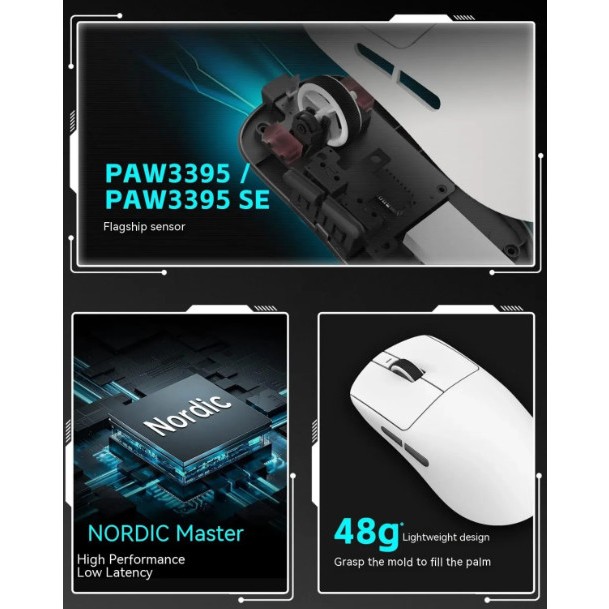 PAW3395 /
PAW3395 SE
Flagship sensor
Nordic
NORDIC Master
High Performance
Low Latency
48g* Lightweight design
Grasp the mold to fill the palm